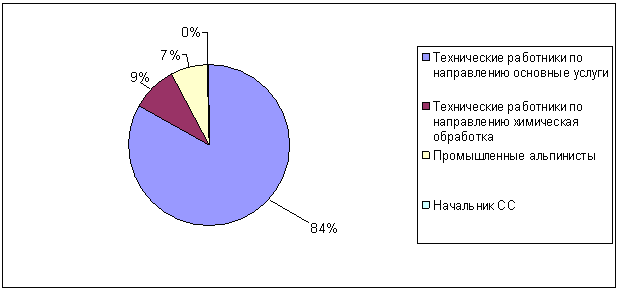 0%
7%
9%
84%
Технические работники по
направлению основные услуги
Технические работники по
направлению химическая
обработка
Промышленные альпинисты
Начальник СС